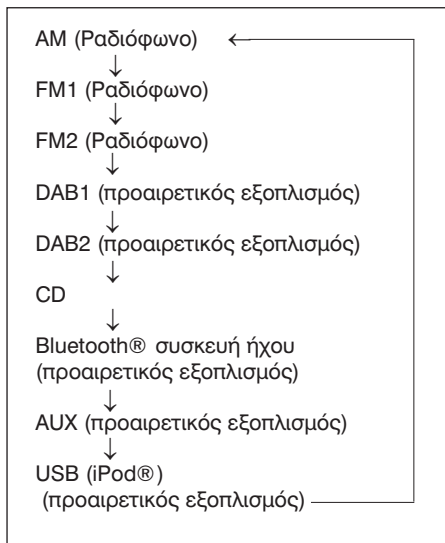 AM (Ραδιόφωνο)
FM1 (Ραδιόφωνο)
FM2 (Ραδιόφωνο)
DAB1 (προαιρετικός εξοπλισμός)
DAB2 (προαιρετικός εξοπλισμός)
CD
Bluetooth® συσκευή ήχου
(προαιρετικός εξοπλισμός)
AUX (προαιρετικός εξοπλισμός)
USB (iPod®)
(προαιρετικός εξοπλισμός)